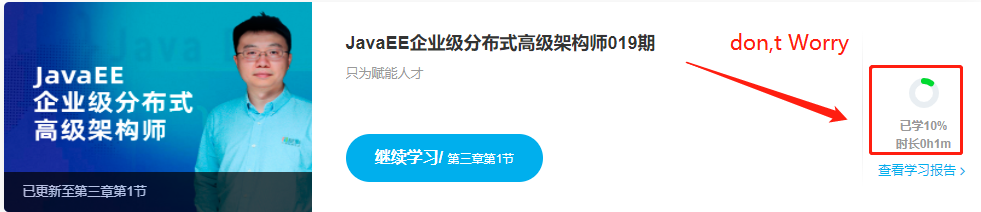 Java
JavaEE
企业级分布式
高级架构师
已更新至第三章第1节
JavaEE企业级分布式高级架构师019期
只为赋能人才
继续学习/ 第三章第1节
don,t Worry
已学10%
时长0h1m
查看学习报告 >